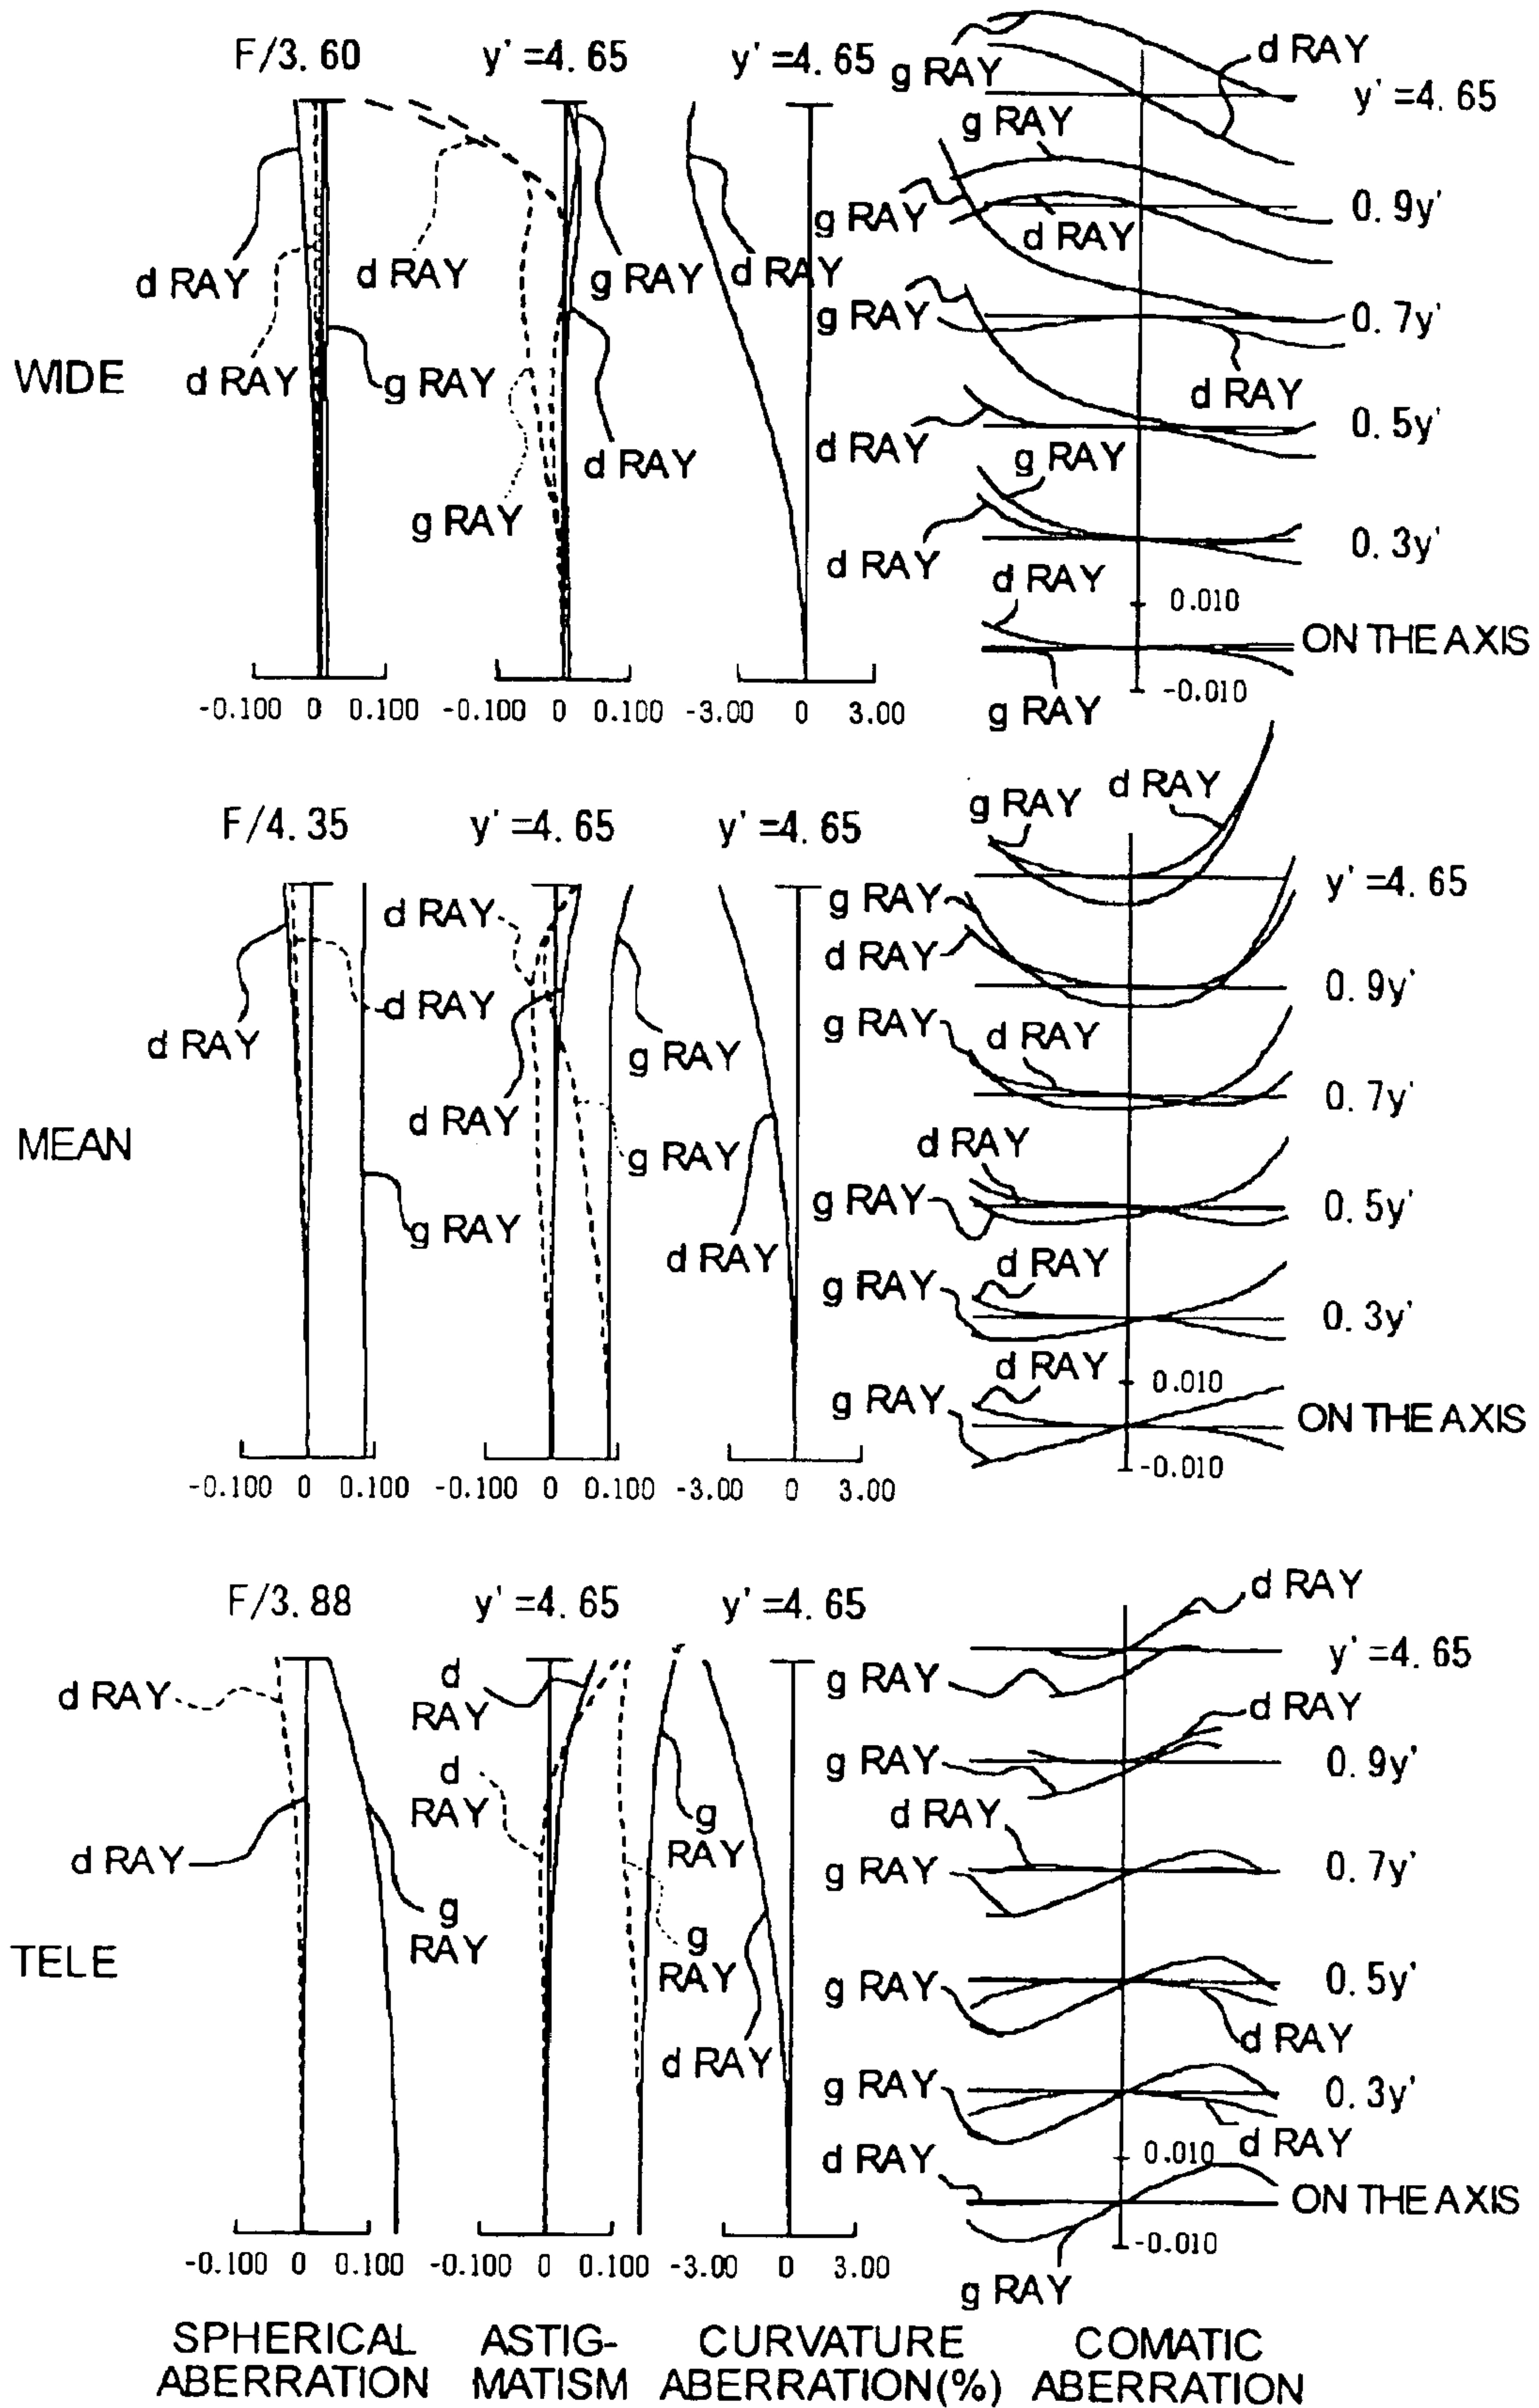 F/3.60 y'=4.65 y'=4.65 g RAY d RAY
y'=4.65
g RAY
g RAY d RAY 0.9y'
d RAY d RAY g RAY d RAY
g RAY 0.7y'
WIDE d RAY g RAY d RAY
d RAY 0.5y'
d RAY g RAY
g RAY
d RAY 0.3y'
d RAY
0.010
ON THE AXIS
-0.010
-0.100 0 0.100 -0.100 0 0.100 -3.00 0 3.00
g RAY
F/4.35 y'=4.65 y'=4.65 g RAY d RAY
y'=4.65
d RAY g RAY
d RAY 0.9y'
d RAY
d RAY g RAY g RAY d RAY
d RAY 0.7y'
MEAN g RAY d RAY
g RAY g RAY 0.5y'
d RAY d RAY
g RAY 0.3y'
d RAY 0.010
g RAY ON THE AXIS
-0.010
-0.100 0 0.100 -0.100 0 0.100 -3.00 0 3.00
F/3.88 y'=4.65 y'=4.65 d RAY
y'=4.65
d RAY d RAY g RAY
d RAY
d RAY g RAY 0.9y'
d RAY g RAY d RAY
g RAY 0.7y'
g RAY
TELE g RAY
g RAY 0.5y'
d RAY d RAY
g RAY 0.3y'
d RAY
d RAY 0.010
ON THE AXIS
-0.010
-0.100 0 0.100 -0.100 0 0.100 -3.00 0 3.00
g RAY
SPHERICAL ASTIG- CURVATURE COMATIC
ABERRATION MATISM ABERRATION(%) ABERRATION